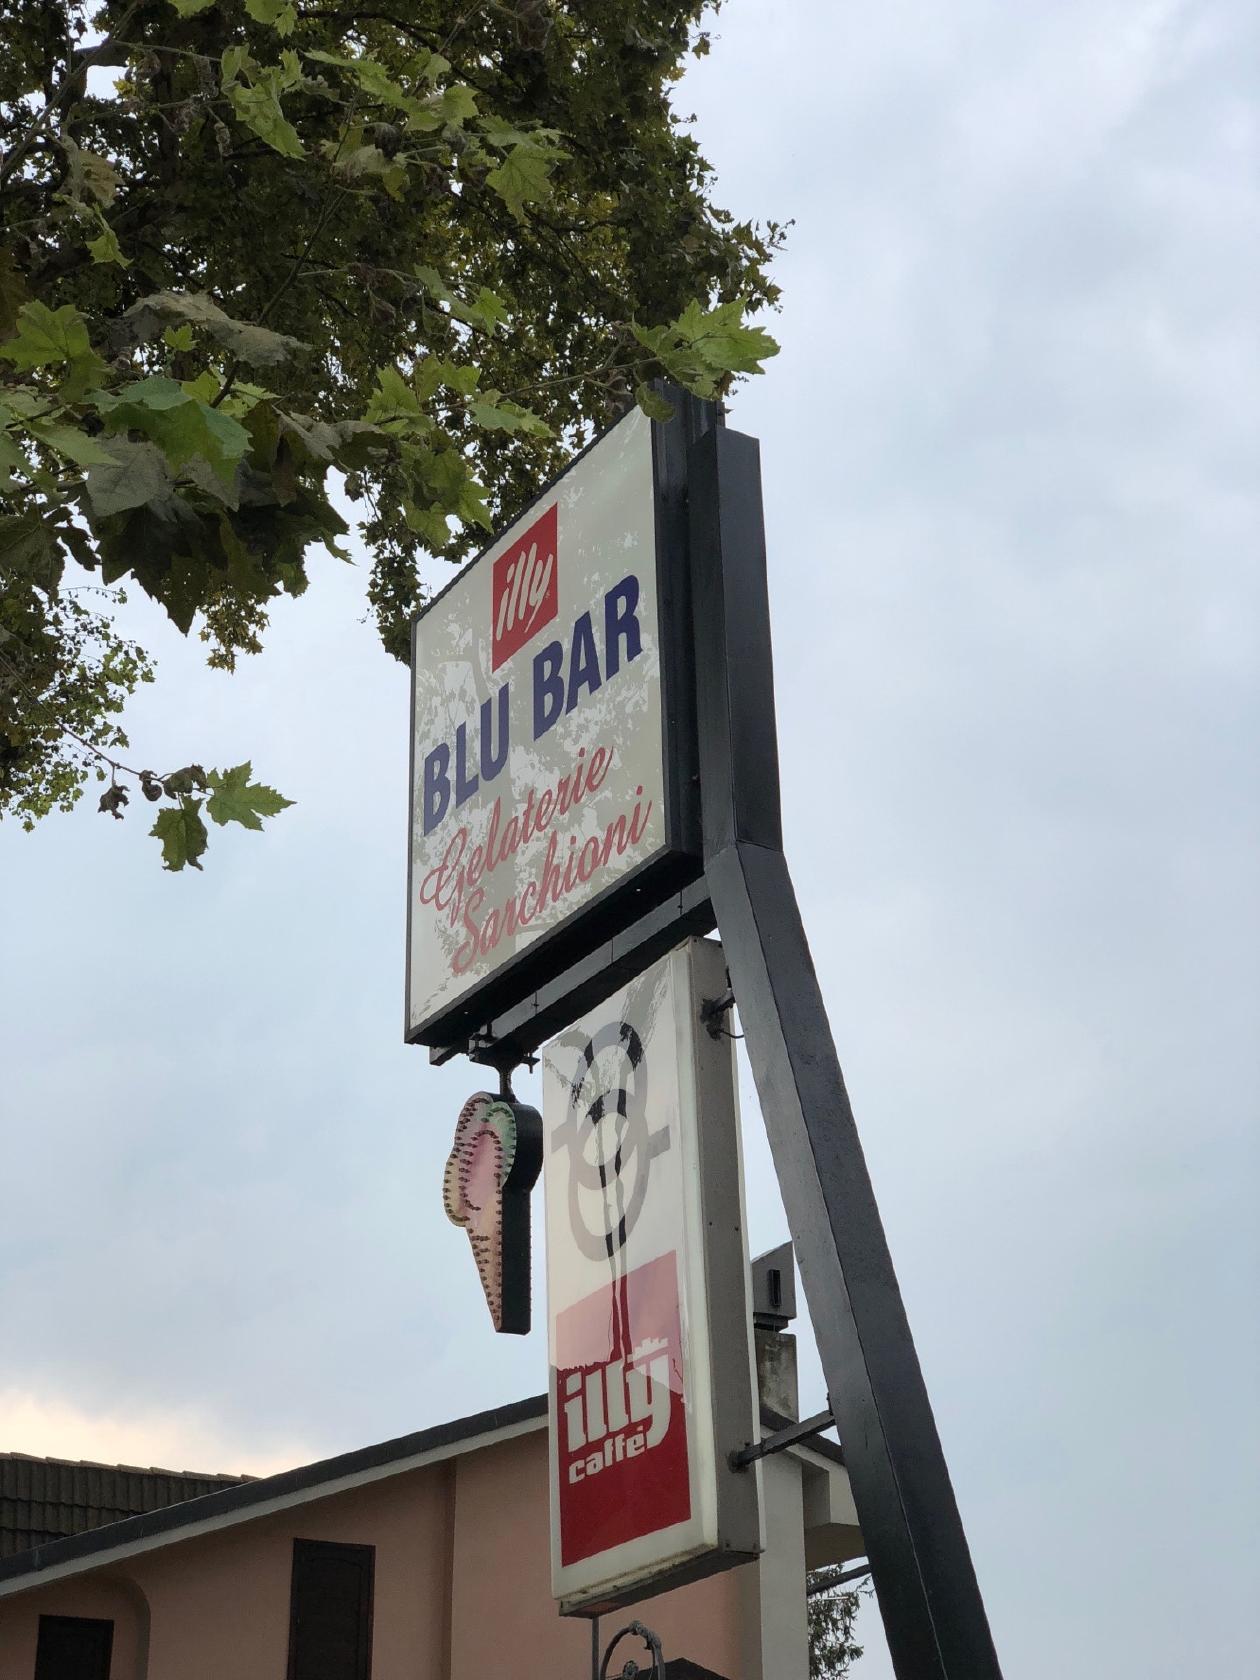 illy
BLU BAR
Gelaterie
Sarchioni
illy
caffè